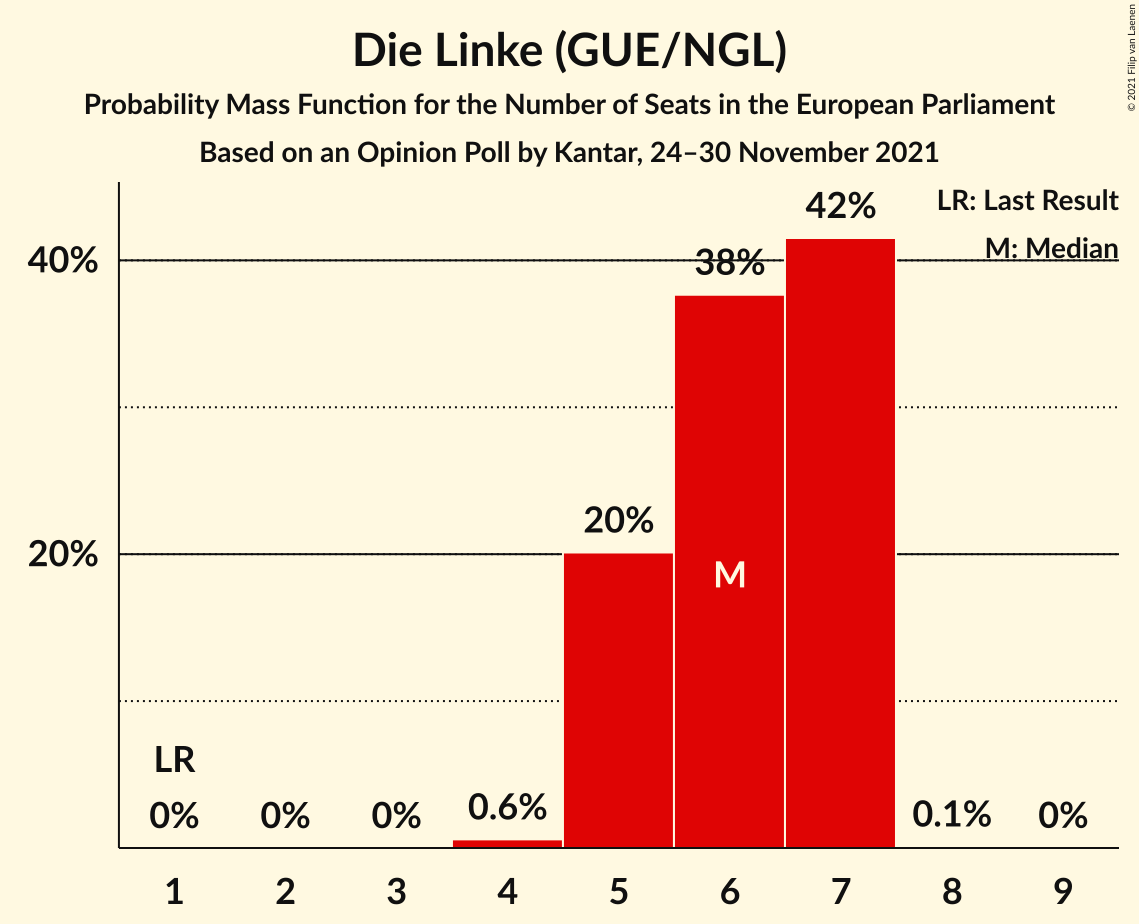 Die Linke (GUE/NGL)
Probability Mass Function for the Number of Seats in the European Parliament
Based on an Opinion Poll by Kantar, 24–30 November 2021
© 2021 Filip van Laenen
LR: Last Result
M: Median
40%
20%
LR
0%
0%
0%
0.6%
20%
38%
M
42%
0.1%
0%
1 2 3 4 5 6 7 8 9